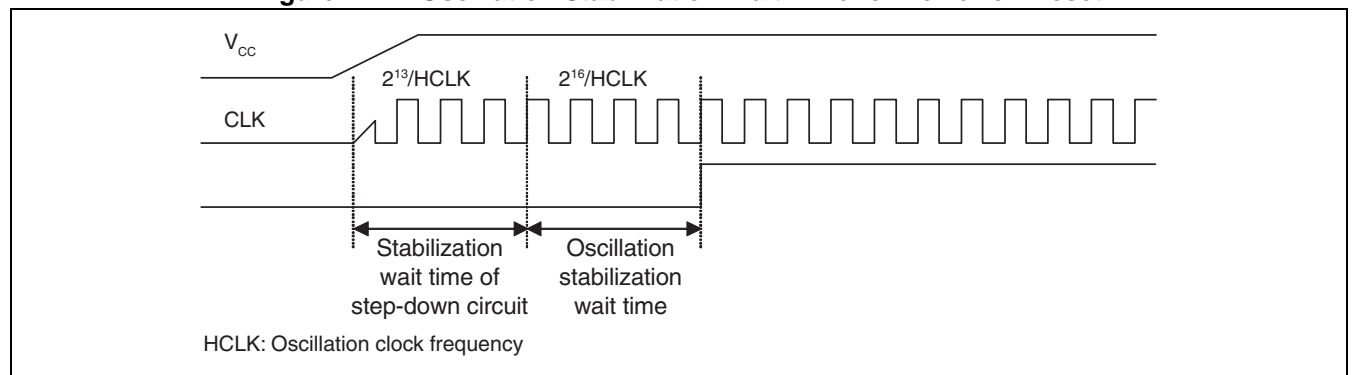 V_CC
2^13/HCLK
2^16/HCLK
CLK
Stabilization
wait time of
step-down circuit
Oscillation
stabilization
wait time
HCLK: Oscillation clock frequency